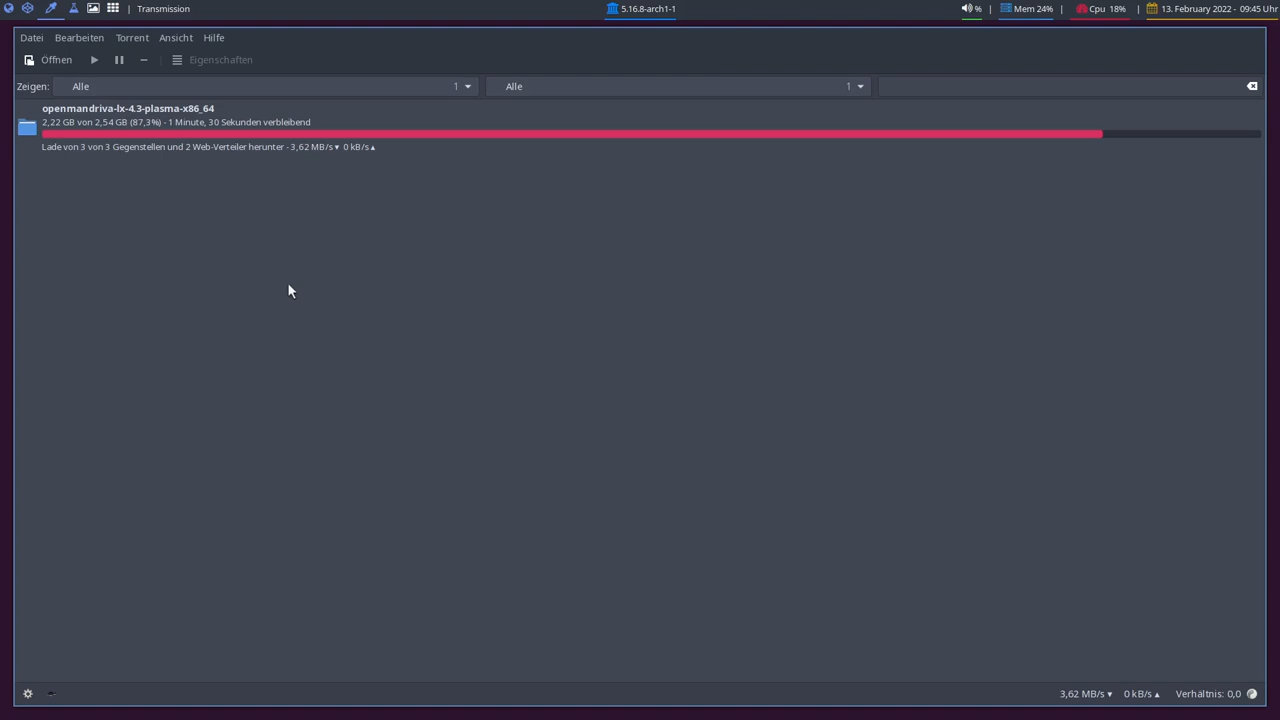 Transmission
5.16.8-arch1-1
% | Mem 24% | Cpu 18% | 13. February 2022 - 09:45 Uhr
Datei Bearbeiten Torrent Ansicht Hilfe
Öffnen Eigenschaften
Zeigen: Alle 1 Alle 1
openmandriva-lx-4.3-plasma-x86_64
2,22 GB von 2,54 GB (87,3%) - 1 Minute, 30 Sekunden verbleibend
Lade von 3 von 3 Gegenstellen und 2 Web-Verteiler herunter - 3,62 MB/s ▾ 0 kB/s ▴
3,62 MB/s ▾ 0 kB/s ▴ Verhältnis: 0,0